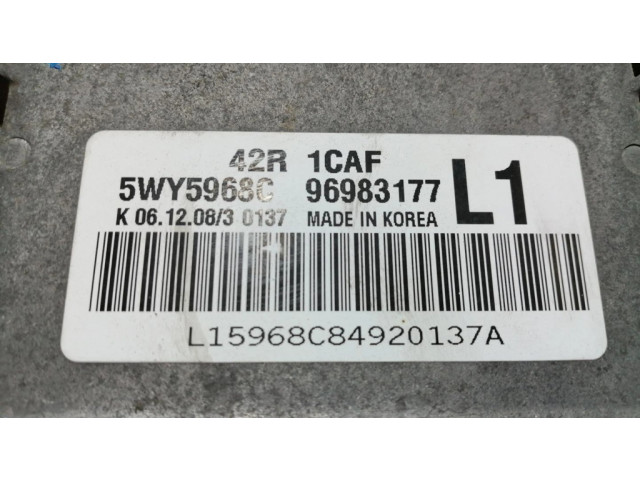 42R 1CAF
5WY5968C 96983177 L1
K 06.12.08/3 0137 MADE IN KOREA
L15968C84920137A